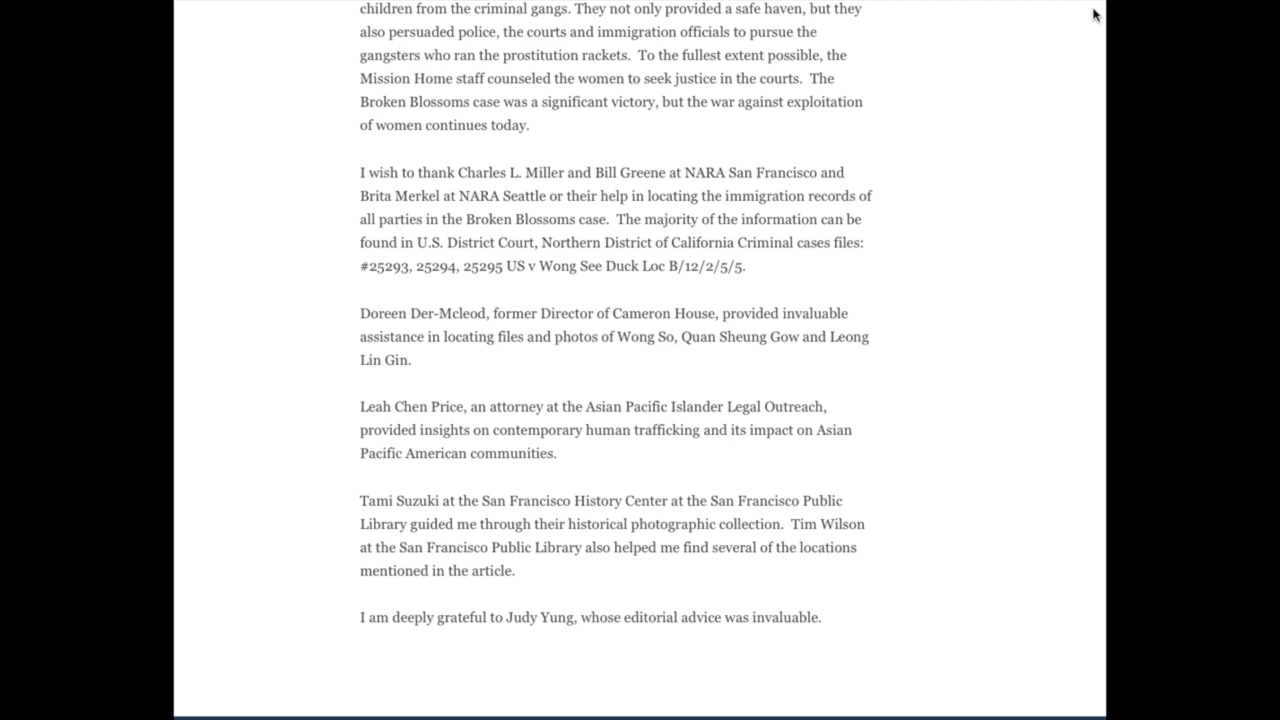 children from the criminal gangs. They not only provided a safe haven, but they
also persuaded police, the courts and immigration officials to pursue the
gangsters who ran the prostitution rackets.  To the fullest extent possible, the
Mission Home staff counseled the women to seek justice in the courts.  The
Broken Blossoms case was a significant victory, but the war against exploitation
of women continues today.
I wish to thank Charles L. Miller and Bill Greene at NARA San Francisco and
Brita Merkel at NARA Seattle or their help in locating the immigration records of
all parties in the Broken Blossoms case.  The majority of the information can be
found in U.S. District Court, Northern District of California Criminal cases files:
#25293, 25294, 25295 US v Wong See Duck Loc B/12/2/5/5.
Doreen Der-Mcleod, former Director of Cameron House, provided invaluable
assistance in locating files and photos of Wong So, Quan Sheung Gow and Leong
Lin Gin.
Leah Chen Price, an attorney at the Asian Pacific Islander Legal Outreach,
provided insights on contemporary human trafficking and its impact on Asian
Pacific American communities.
Tami Suzuki at the San Francisco History Center at the San Francisco Public
Library guided me through their historical photographic collection.  Tim Wilson
at the San Francisco Public Library also helped me find several of the locations
mentioned in the article.
I am deeply grateful to Judy Yung, whose editorial advice was invaluable.